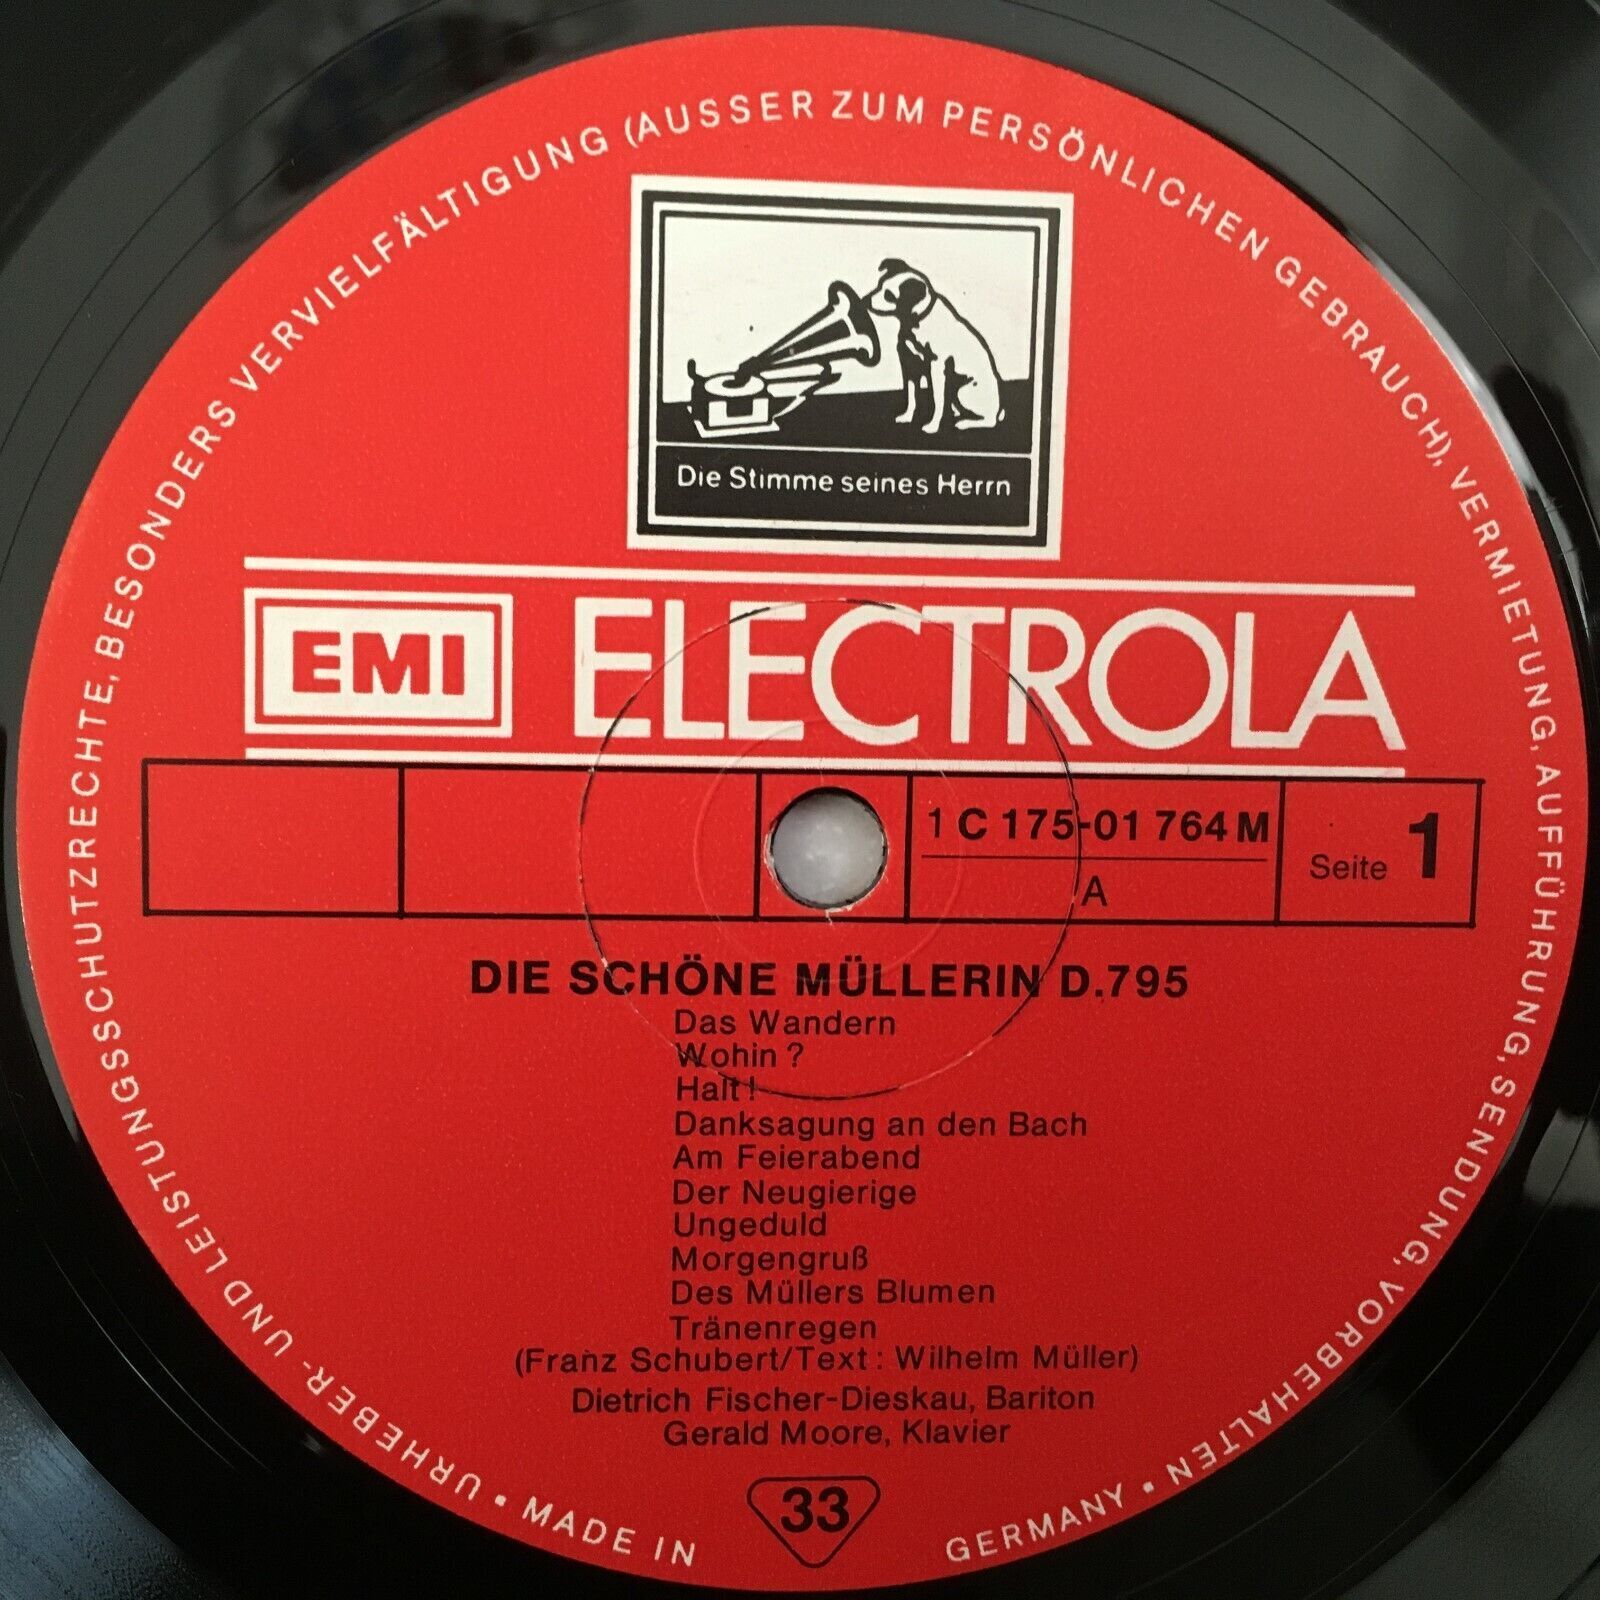 URHEBER- UND LEISTUNGSSCHUTZRECHTE, BESONDERS VERVIELFÄLTIGUNG (AUSSER ZUM PERSÖNLICHEN GEBRAUCH), VERMIETUNG, AUFFÜHRUNG, SENDUNG, VORBEHALTEN • MADE IN GERMANY •
Die Stimme seines Herrn
EMI ELECTROLA
1 C 175-01 764 M
A
Seite 1
DIE SCHÖNE MÜLLERIN D.795
Das Wandern
Wohin ?
Halt !
Danksagung an den Bach
Am Feierabend
Der Neugierige
Ungeduld
Morgengruß
Des Müllers Blumen
Tränenregen
(Franz Schubert/Text : Wilhelm Müller)
Dietrich Fischer-Dieskau, Bariton
Gerald Moore, Klavier
33